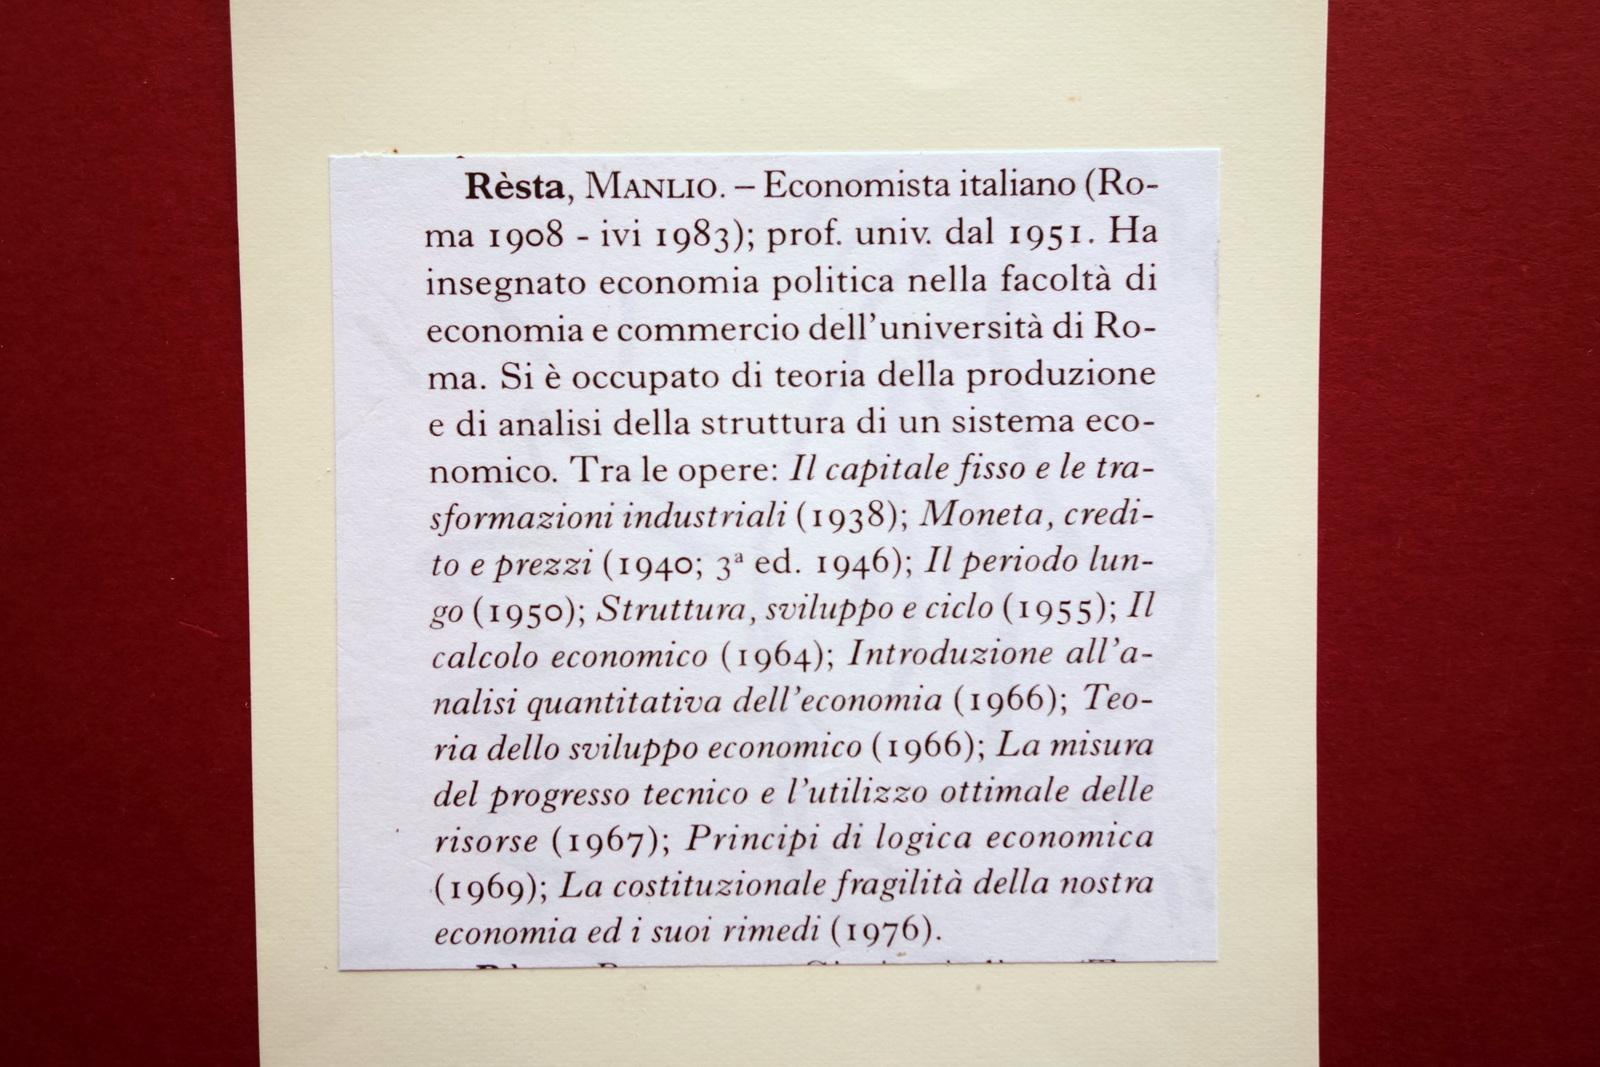 Rèsta, MANLIO. – Economista italiano (Ro-
ma 1908 - ivi 1983); prof. univ. dal 1951. Ha
insegnato economia politica nella facoltà di
economia e commercio dell'università di Ro-
ma. Si è occupato di teoria della produzione
e di analisi della struttura di un sistema eco-
nomico. Tra le opere: Il capitale fisso e le tra-
sformazioni industriali (1938); Moneta, credi-
to e prezzi (1940; 3ª ed. 1946); Il periodo lun-
go (1950); Struttura, sviluppo e ciclo (1955); Il
calcolo economico (1964); Introduzione all'a-
nalisi quantitativa dell'economia (1966); Teo-
ria dello sviluppo economico (1966); La misura
del progresso tecnico e l'utilizzo ottimale delle
risorse (1967); Principi di logica economica
(1969); La costituzionale fragilità della nostra
economia ed i suoi rimedi (1976).